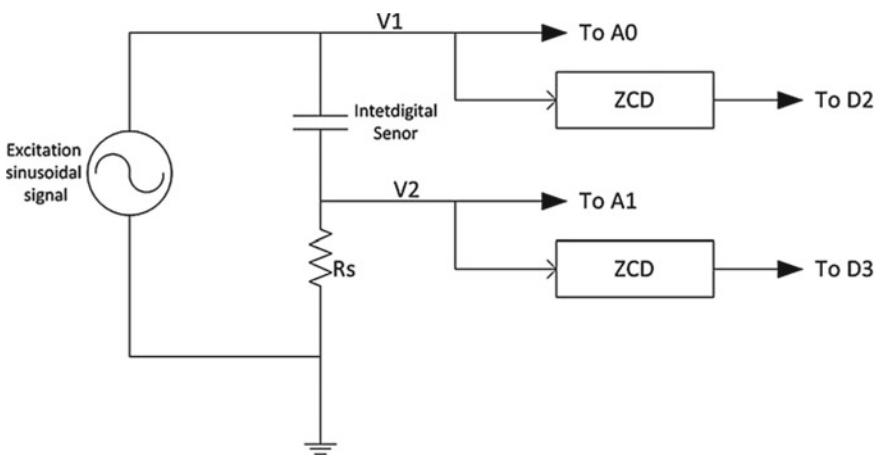 V1
To A0
ZCD
To D2
Intetdigital
Senor
Excitation
sinusoidal
signal
V2
To A1
Rs
ZCD
To D3